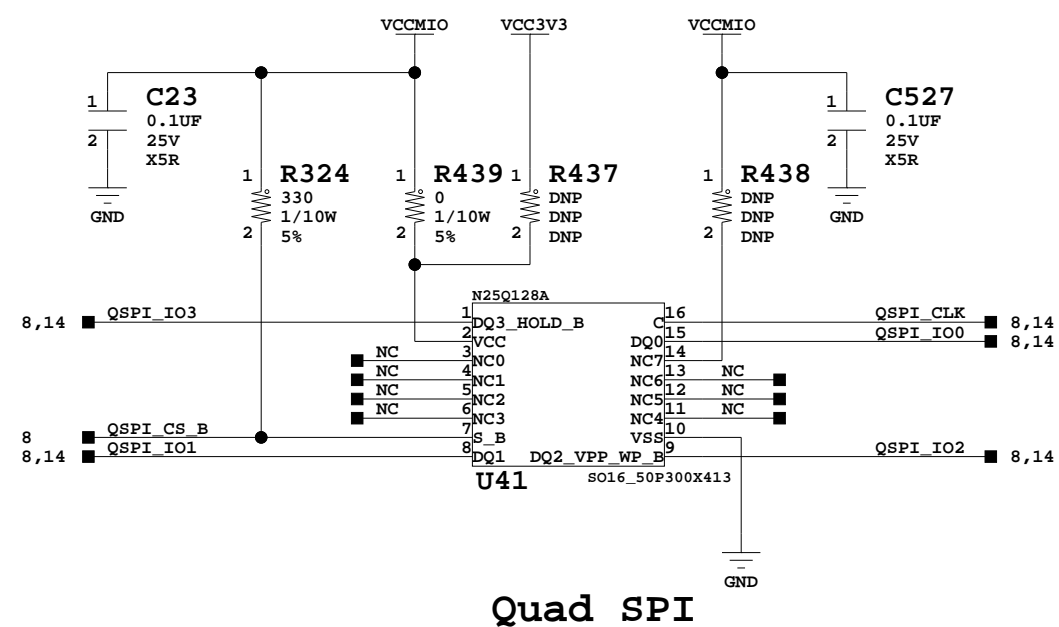 VCCMIO VCC3V3 VCCMIO
1 C23
0.1UF
2 25V
X5R
GND
1 R324
330
1/10W
2 5%
1 R439
0
1/10W
2 5%
1 R437
DNP
DNP
2 DNP
1 R438
DNP
DNP
2 DNP
1 C527
0.1UF
2 25V
X5R
GND
N25Q128A
8,14 QSPI_IO3 1 DQ3_HOLD_B C 16 QSPI_CLK 8,14
2 VCC DQ0 15 QSPI_IO0 8,14
NC 3 NC0 NC7 14
NC 4 NC1 NC6 13 NC
NC 5 NC2 NC5 12 NC
NC 6 NC3 NC4 11 NC
8 QSPI_CS_B 7 S_B VSS 10
8,14 QSPI_IO1 8 DQ1 DQ2_VPP_WP_B 9 QSPI_IO2 8,14
U41 SO16_50P300X413
GND
Quad SPI